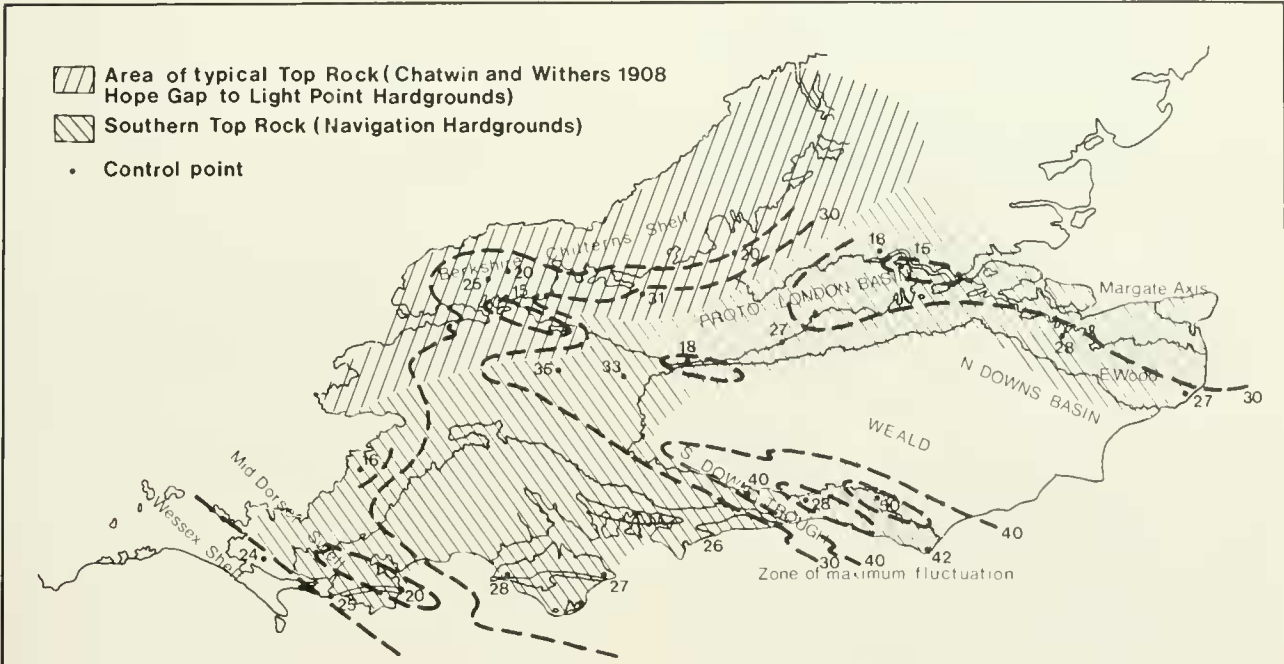 Area of typical Top Rock (Chatwin and Withers 1908
Hope Gap to Light Point Hardgrounds)
Southern Top Rock (Navigation Hardgrounds)
Control point
30
Berkshire Chilterns Shelf
20
20
25
15
31
18
15
PROTO LONDON BASIN
Margate Axis
27
28
18
35
33
E Wood
27
30
N DOWNS BASIN
WEALD
16
S DOWNS TROUGH
40
28
50
40
Mid Dorset Shelf
Wessex Shelf
24
26
42
30
40
Zone of maximum fluctuation
28
27
25
20